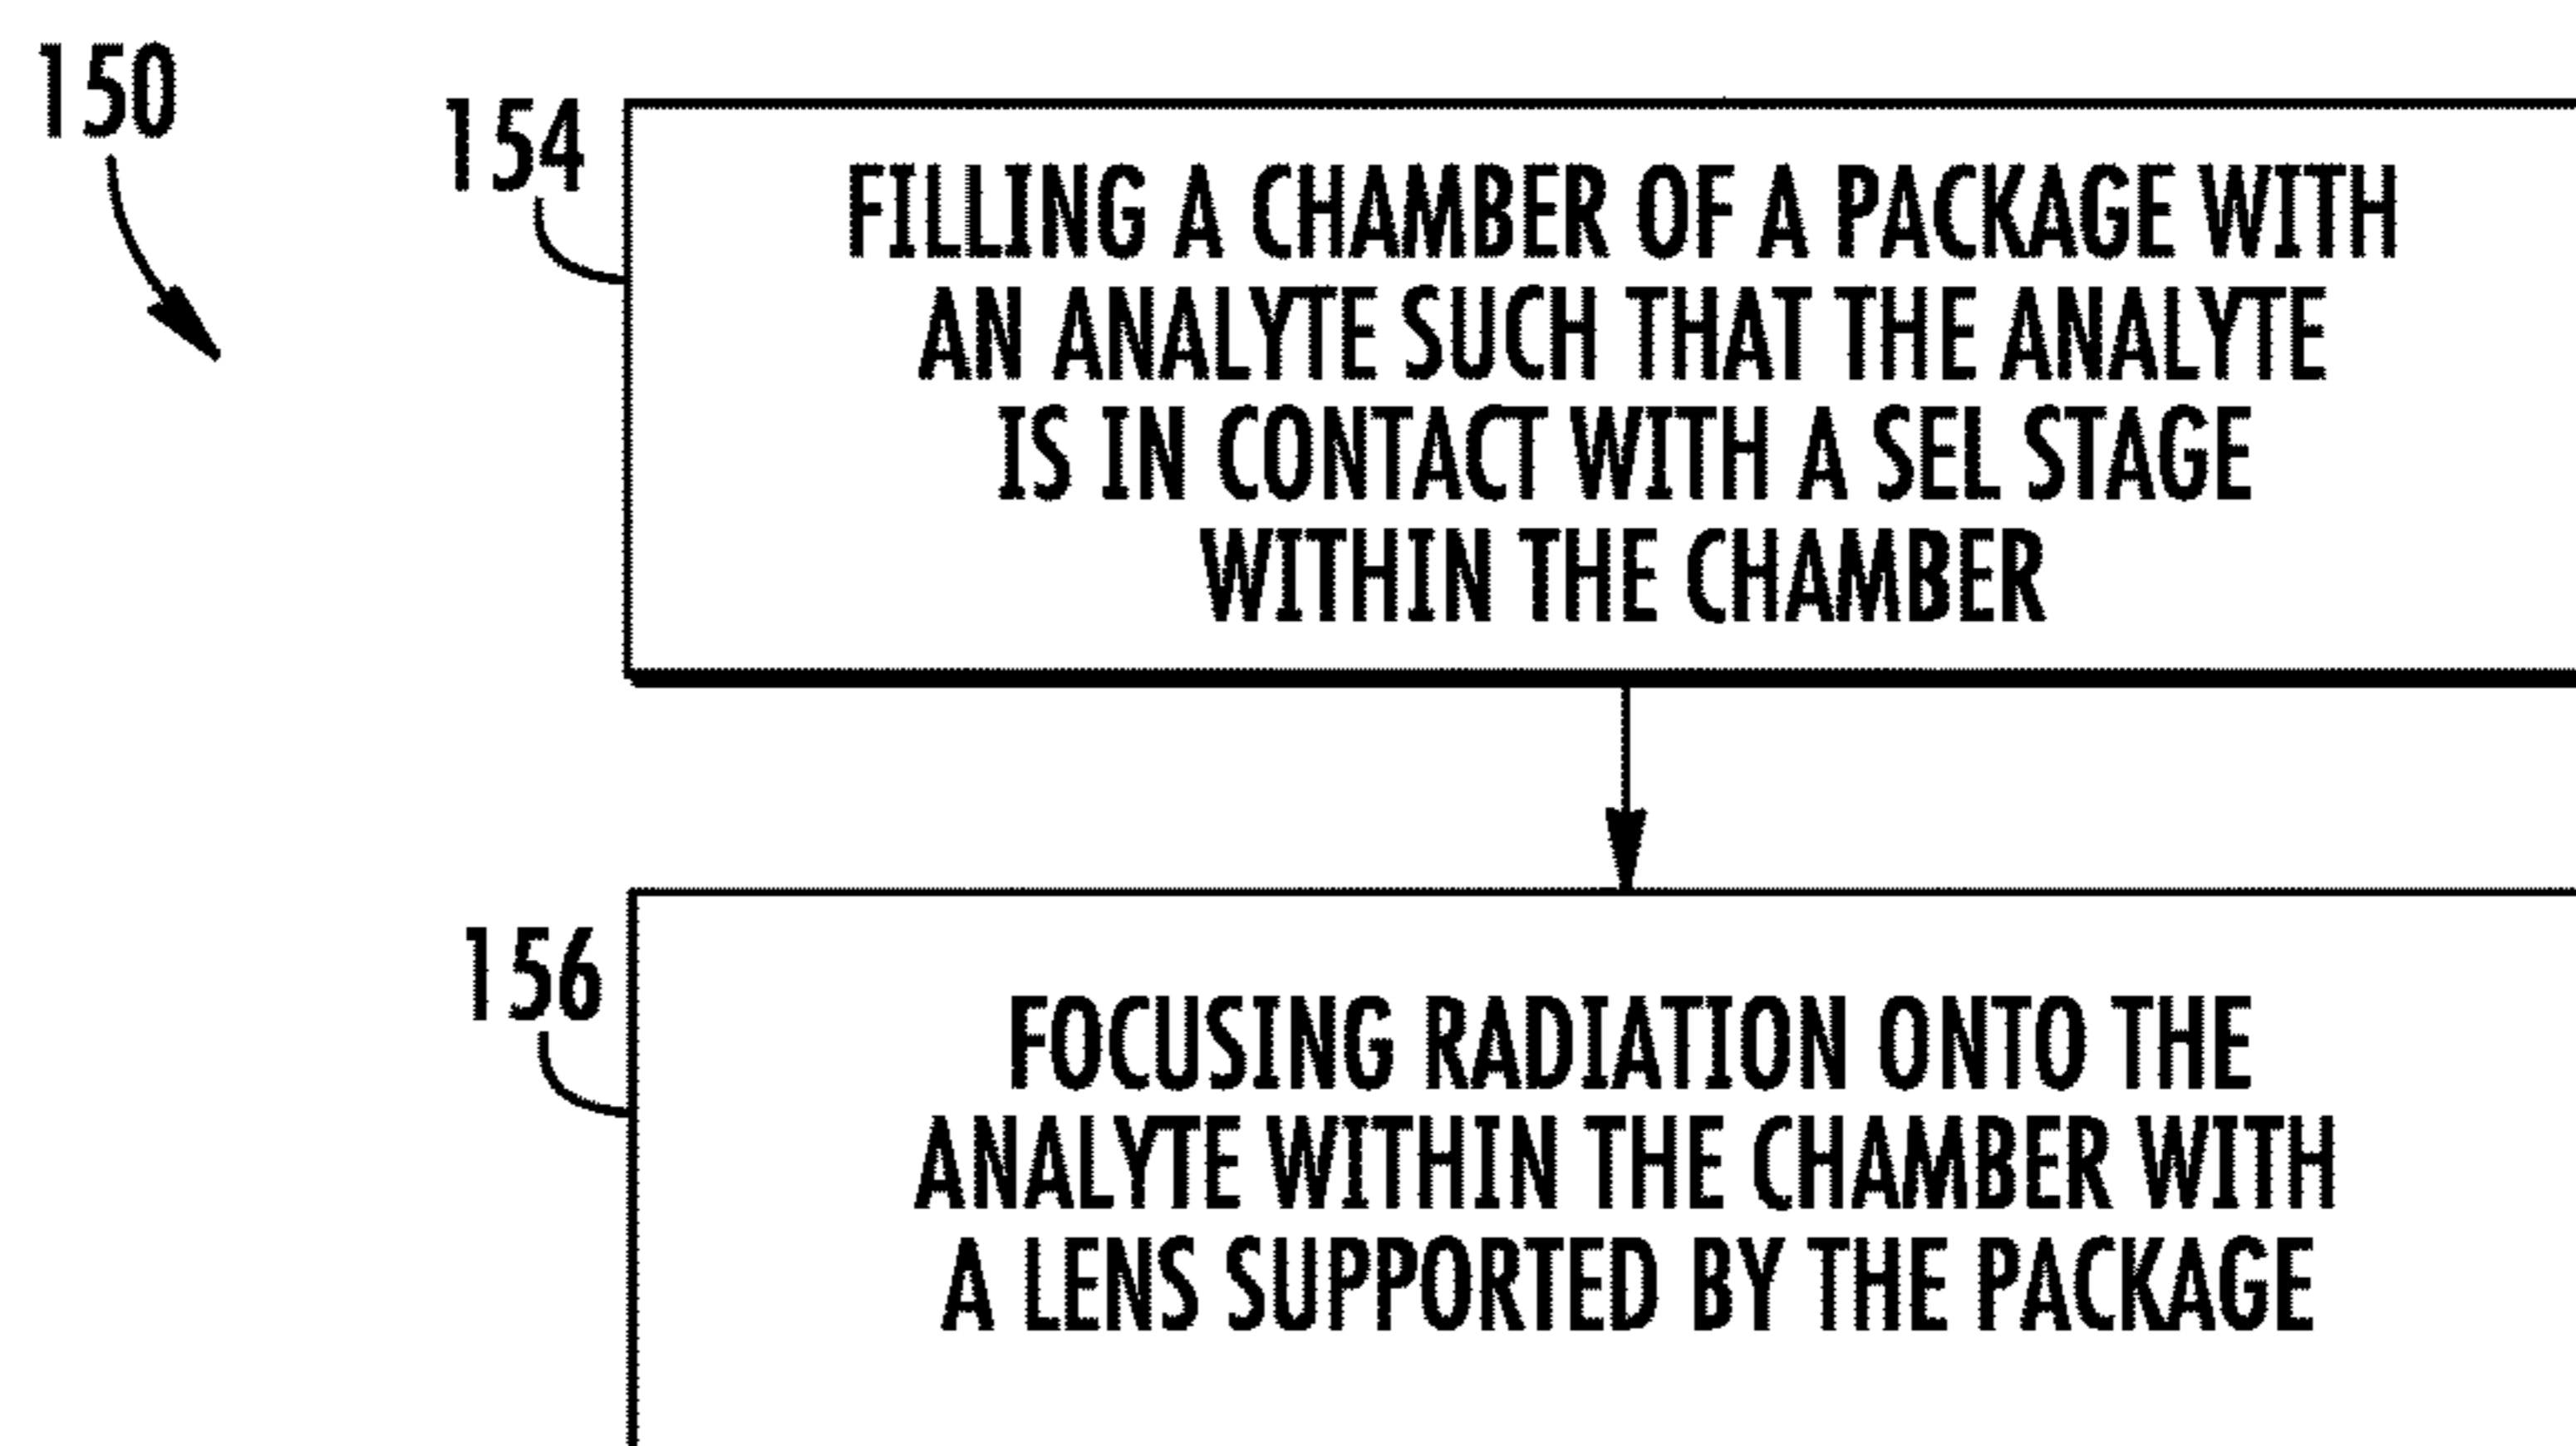 150
154
FILLING A CHAMBER OF A PACKAGE WITH
AN ANALYTE SUCH THAT THE ANALYTE
IS IN CONTACT WITH A SEL STAGE
WITHIN THE CHAMBER
156
FOCUSING RADIATION ONTO THE
ANALYTE WITHIN THE CHAMBER WITH
A LENS SUPPORTED BY THE PACKAGE